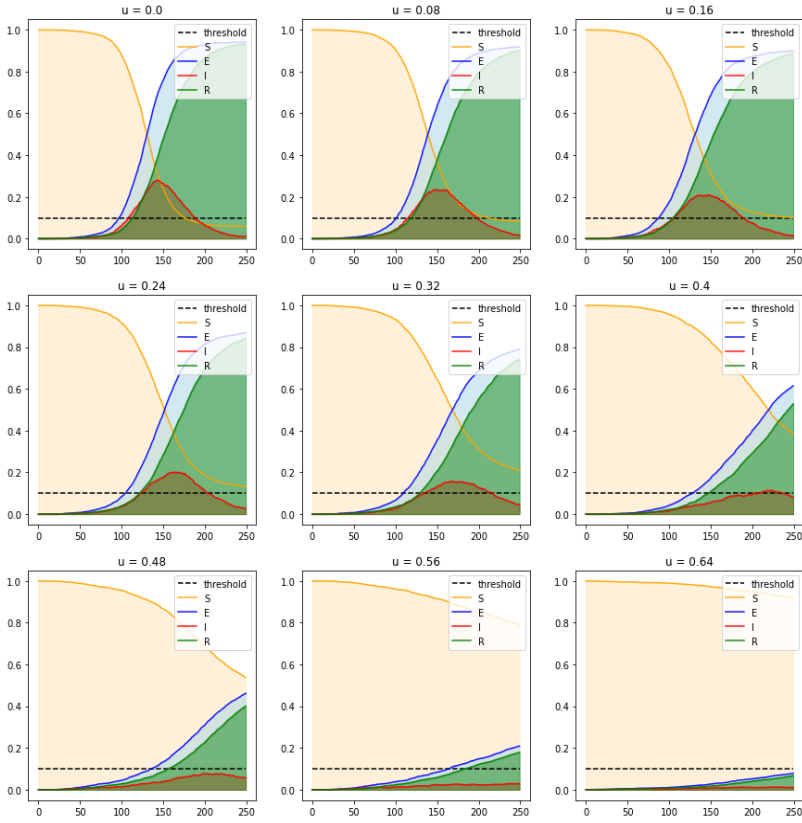 u = 0.0
1.0
0.8
0.6
0.4
0.2
0.0
0 50 100 150 200 250
threshold
S
E
I
R
u = 0.08
1.0
0.8
0.6
0.4
0.2
0.0
0 50 100 150 200 250
threshold
S
E
I
R
u = 0.16
1.0
0.8
0.6
0.4
0.2
0.0
0 50 100 150 200 250
threshold
S
E
I
R
u = 0.24
1.0
0.8
0.6
0.4
0.2
0.0
0 50 100 150 200 250
threshold
S
E
I
R
u = 0.32
1.0
0.8
0.6
0.4
0.2
0.0
0 50 100 150 200 250
threshold
S
E
I
R
u = 0.4
1.0
0.8
0.6
0.4
0.2
0.0
0 50 100 150 200 250
threshold
S
E
I
R
u = 0.48
1.0
0.8
0.6
0.4
0.2
0.0
0 50 100 150 200 250
threshold
S
E
I
R
u = 0.56
1.0
0.8
0.6
0.4
0.2
0.0
0 50 100 150 200 250
threshold
S
E
I
R
u = 0.64
1.0
0.8
0.6
0.4
0.2
0.0
0 50 100 150 200 250
threshold
S
E
I
R